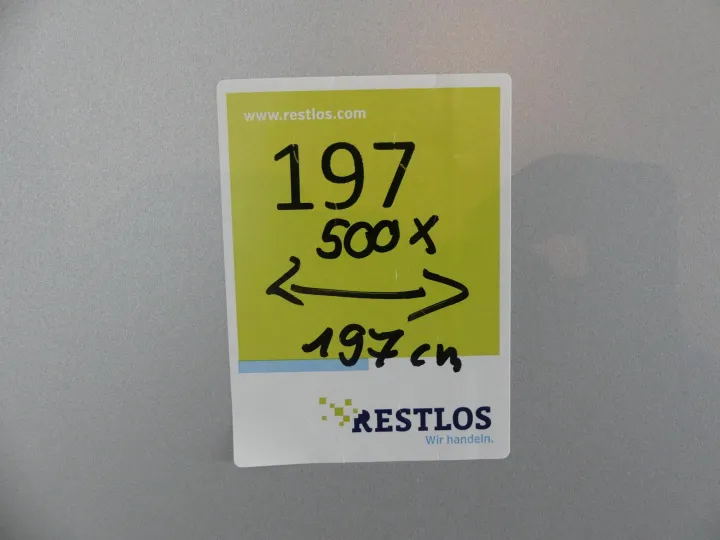 www.restlos.com
197
500 x
197 cm
RESTLOS
Wir handeln.